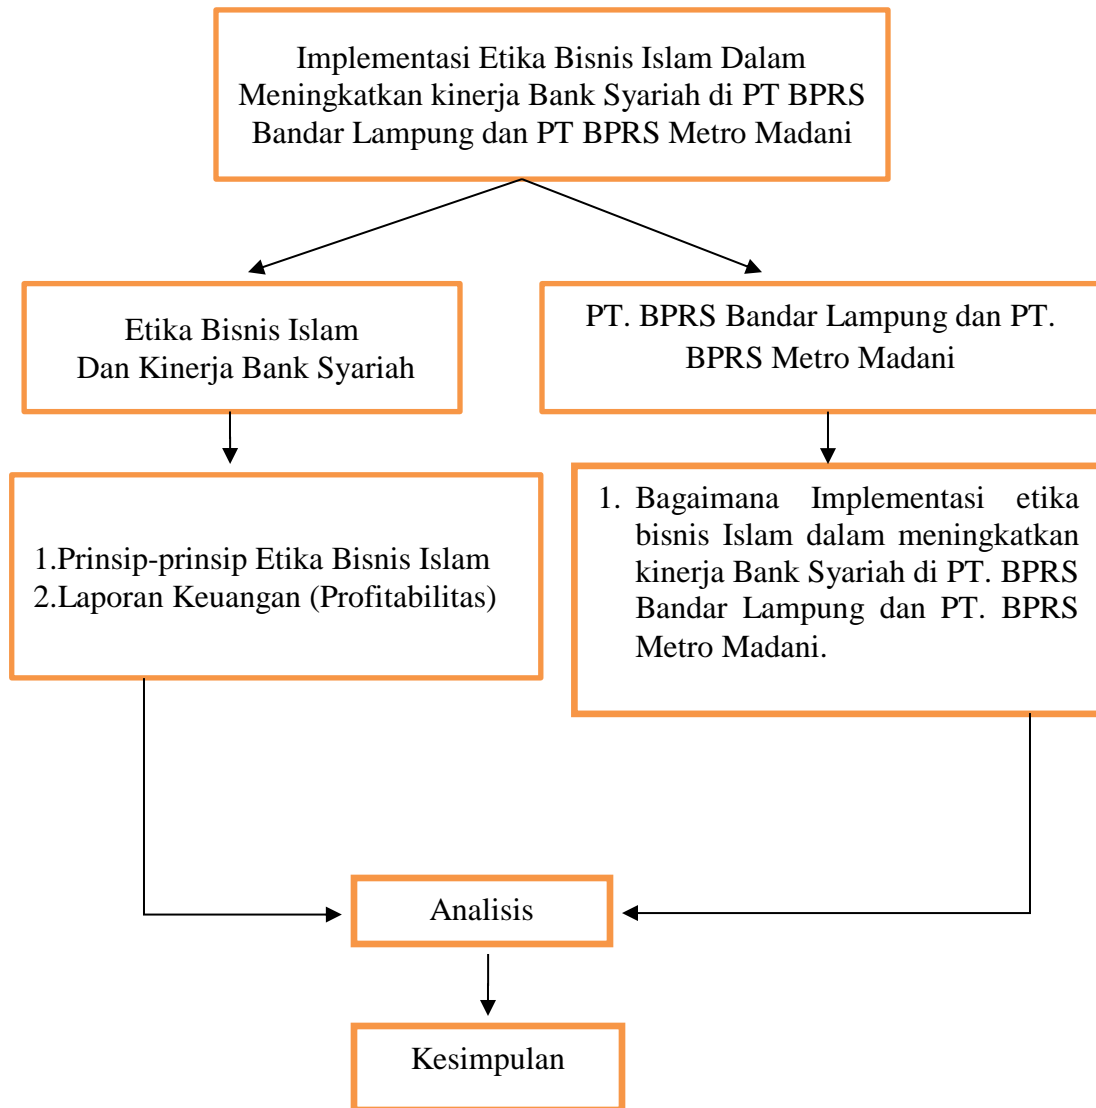 Implementasi Etika Bisnis Islam Dalam
Meningkatkan kinerja Bank Syariah di PT BPRS
Bandar Lampung dan PT BPRS Metro Madani
Etika Bisnis Islam
Dan Kinerja Bank Syariah
PT. BPRS Bandar Lampung dan PT.
BPRS Metro Madani
1.Prinsip-prinsip Etika Bisnis Islam
2.Laporan Keuangan (Profitabilitas)
1. Bagaimana Implementasi etika
bisnis Islam dalam meningkatkan
kinerja Bank Syariah di PT. BPRS
Bandar Lampung dan PT. BPRS
Metro Madani.
Analisis
Kesimpulan